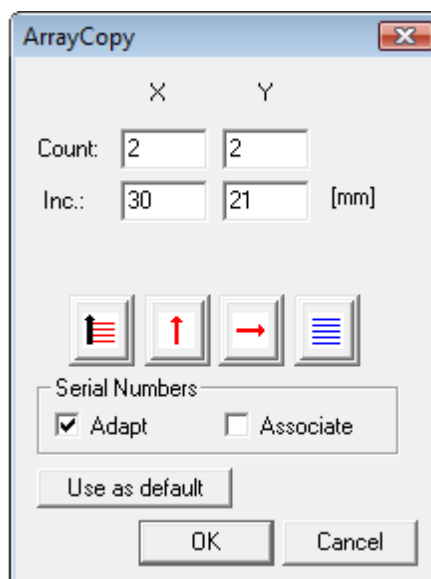 ArrayCopy
X Y
Count: 2 2
Inc.: 30 21 [mm]
Serial Numbers
Adapt Associate
Use as default
OK Cancel